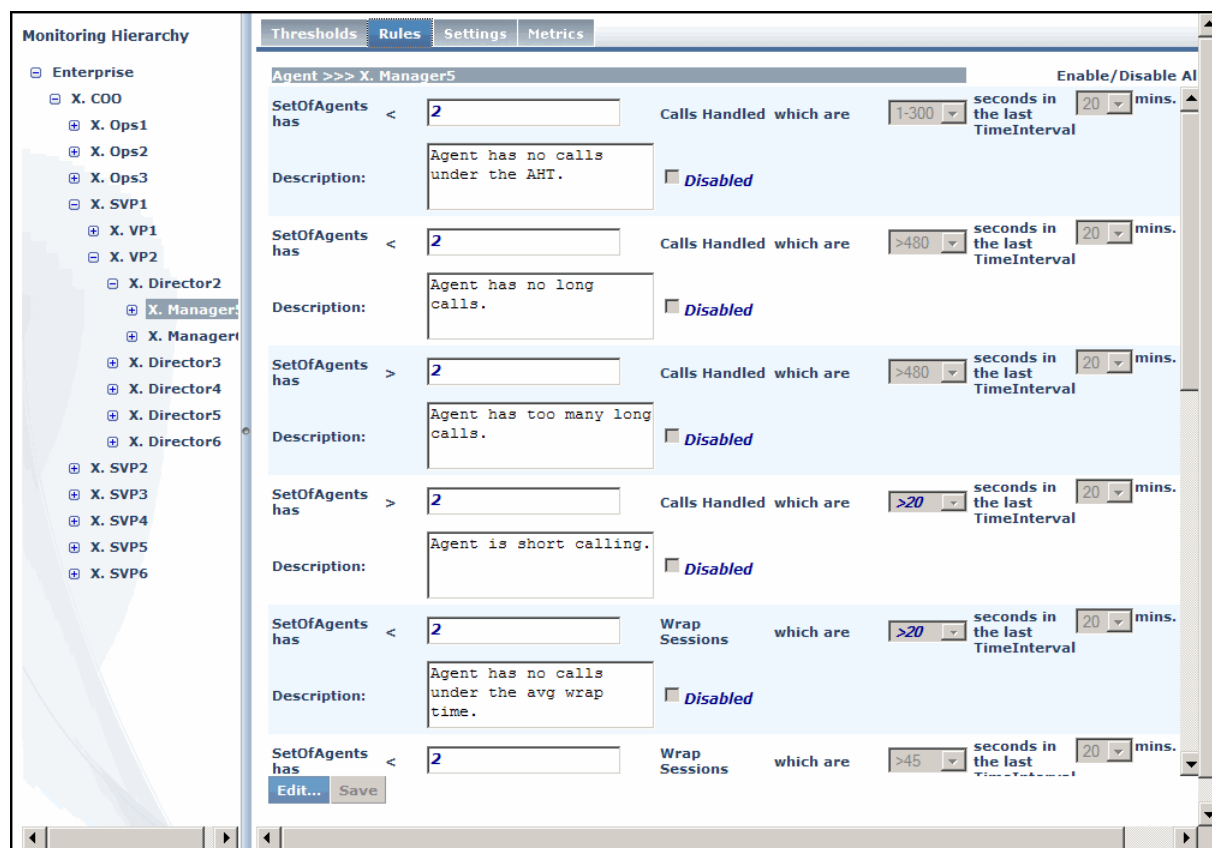 Monitoring Hierarchy
Enterprise
X. COO
X. Ops1
X. Ops2
X. Ops3
X. SVP1
X. VP1
X. VP2
X. Director2
X. Manager
X. Manager
X. Director3
X. Director4
X. Director5
X. Director6
X. SVP2
X. SVP3
X. SVP4
X. SVP5
X. SVP6
Thresholds Rules Settings Metrics
Agent >>> X. Manager5 Enable/Disable Al
SetOfAgents has < 2 Calls Handled which are 1-300 seconds in the last TimeInterval 20 mins.
Description: Agent has no calls under the AHT. Disabled
SetOfAgents has < 2 Calls Handled which are >480 seconds in the last TimeInterval 20 mins.
Description: Agent has no long calls. Disabled
SetOfAgents has > 2 Calls Handled which are >480 seconds in the last TimeInterval 20 mins.
Description: Agent has too many long calls. Disabled
SetOfAgents has > 2 Calls Handled which are >20 seconds in the last TimeInterval 20 mins.
Description: Agent is short calling. Disabled
SetOfAgents has < 2 Wrap Sessions which are >20 seconds in the last TimeInterval 20 mins.
Description: Agent has no calls under the avg wrap time. Disabled
SetOfAgents has < 2 Wrap Sessions which are >45 seconds in the last TimeInterval 20 mins.
Edit... Save